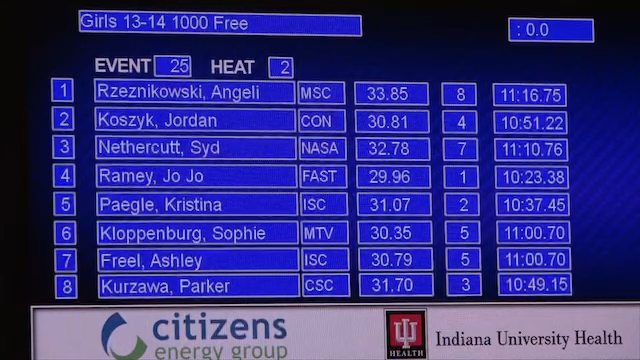 Girls 13-14 1000 Free : 0.0
EVENT 25 HEAT 2
1 Rzeznikowski, Angeli MSC 33.85 8 11:16.75
2 Koszyk, Jordan CON 30.81 4 10:51.22
3 Nethercutt, Syd NASA 32.78 7 11:10.76
4 Ramey, Jo Jo FAST 29.96 1 10:23.38
5 Paegle, Kristina ISC 31.07 2 10:37.45
6 Kloppenburg, Sophie MTV 30.35 5 11:00.70
7 Freel, Ashley ISC 30.79 5 11:00.70
8 Kurzawa, Parker CSC 31.70 3 10:49.15
citizens
energy group
HEALTH
Indiana University Health